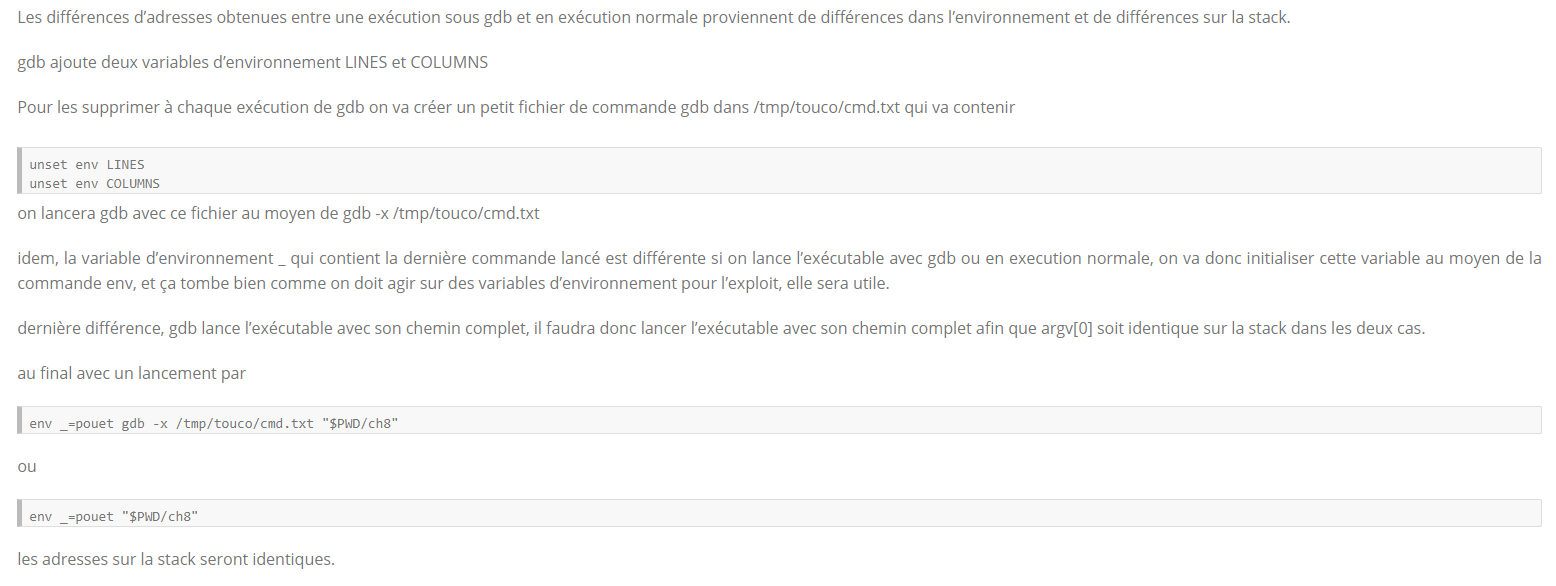 Les différences d’adresses obtenues entre une exécution sous gdb et en exécution normale proviennent de différences dans l’environnement et de différences sur la stack.
gdb ajoute deux variables d’environnement LINES et COLUMNS
Pour les supprimer à chaque exécution de gdb on va créer un petit fichier de commande gdb dans /tmp/touco/cmd.txt qui va contenir
unset env LINES
unset env COLUMNS
on lancera gdb avec ce fichier au moyen de gdb -x /tmp/touco/cmd.txt
idem, la variable d’environnement _ qui contient la dernière commande lancé est différente si on lance l’exécutable avec gdb ou en execution normale, on va donc initialiser cette variable au moyen de la
commande env, et ça tombe bien comme on doit agir sur des variables d’environnement pour l’exploit, elle sera utile.
dernière différence, gdb lance l’exécutable avec son chemin complet, il faudra donc lancer l’exécutable avec son chemin complet afin que argv[0] soit identique sur la stack dans les deux cas.
au final avec un lancement par
env _=pouet gdb -x /tmp/touco/cmd.txt "$PWD/ch8"
ou
env _=pouet "$PWD/ch8"
les adresses sur la stack seront identiques.